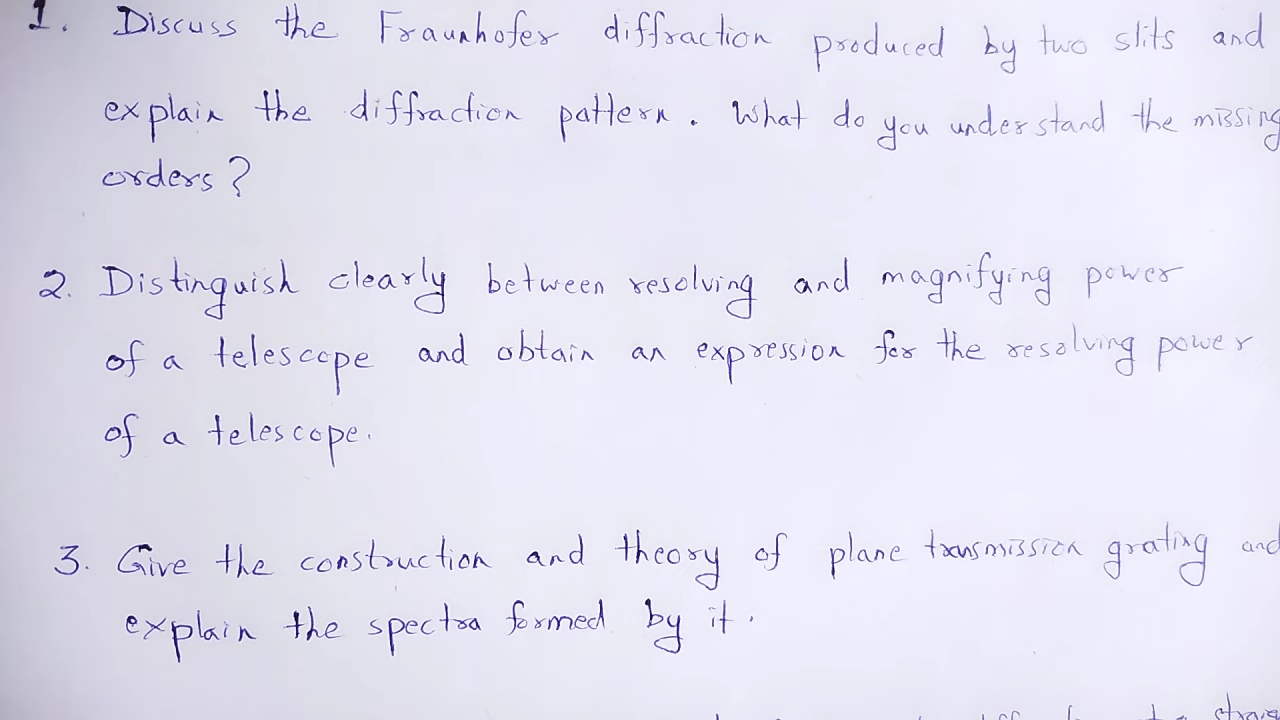 1. Discuss the Fraunhofer diffraction produced by two slits and
explain the diffraction pattern. What do you understand the missing
orders?
2. Distinguish clearly between resolving and magnifying power
of a telescope and obtain an expression for the resolving power
of a telescope.
3. Give the construction and theory of plane transmission grating and
explain the spectra formed by it.